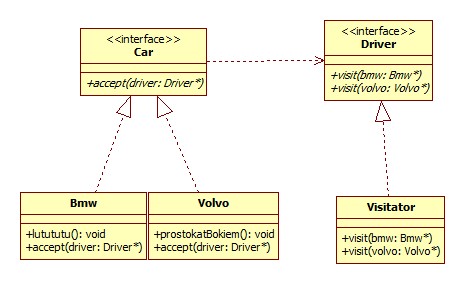 <<interface>>
Car
+accept(driver: Driver*)
<<interface>>
Driver
+visit(bmw: Bmw*)
+visit(volvo: Volvo*)
Bmw
+lutututu(): void
+accept(driver: Driver*)
Volvo
+prostokatBokiem(): void
+accept(driver: Driver*)
Visitator
+visit(bmw: Bmw*)
+visit(volvo: Volvo*)